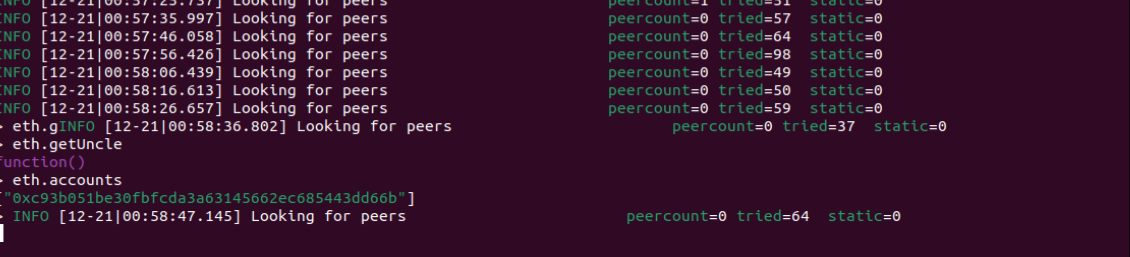 INFO [12-21|00:57:25.737] Looking for peers peercount=1 tried=51 static=0
INFO [12-21|00:57:35.997] Looking for peers peercount=0 tried=57 static=0
INFO [12-21|00:57:46.058] Looking for peers peercount=0 tried=64 static=0
INFO [12-21|00:57:56.426] Looking for peers peercount=0 tried=98 static=0
INFO [12-21|00:58:06.439] Looking for peers peercount=0 tried=49 static=0
INFO [12-21|00:58:16.613] Looking for peers peercount=0 tried=50 static=0
INFO [12-21|00:58:26.657] Looking for peers peercount=0 tried=59 static=0
> eth.gINFO [12-21|00:58:36.802] Looking for peers peercount=0 tried=37 static=0
> eth.getUncle
function()
> eth.accounts
["0xc93b051be30fbfcda3a63145662ec685443dd66b"]
> INFO [12-21|00:58:47.145] Looking for peers peercount=0 tried=64 static=0